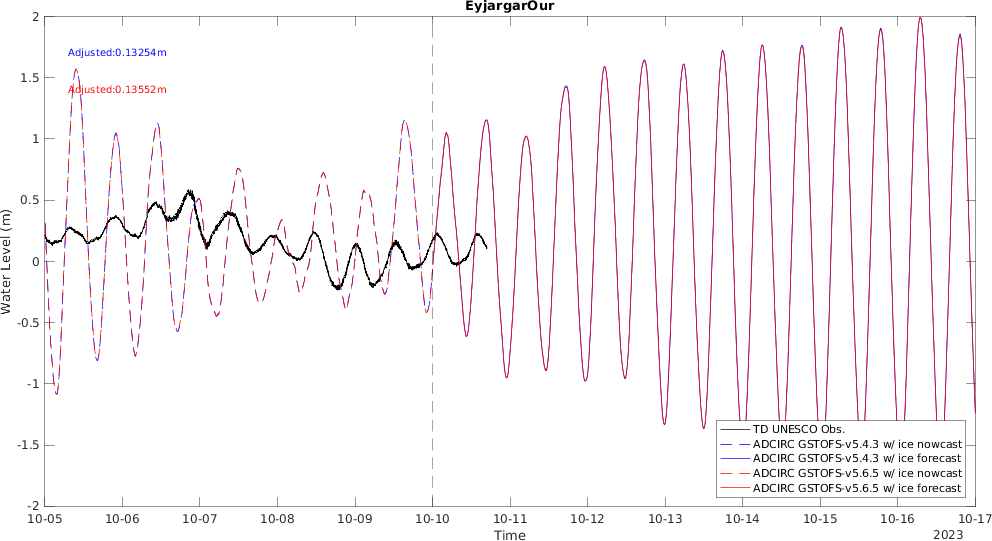 EyjargarOur
Adjusted:0.13254m
Adjusted:0.13552m
Water Level (m)
2
1.5
1
0.5
0
-0.5
-1
-1.5
-2
TD UNESCO Obs.
ADCIRC GSTOFS-v5.4.3 w/ ice nowcast
ADCIRC GSTOFS-v5.4.3 w/ ice forecast
ADCIRC GSTOFS-v5.6.5 w/ ice nowcast
ADCIRC GSTOFS-v5.6.5 w/ ice forecast
10-05 10-06 10-07 10-08 10-09 10-10 10-11 10-12 10-13 10-14 10-15 10-16 10-17
Time
2023